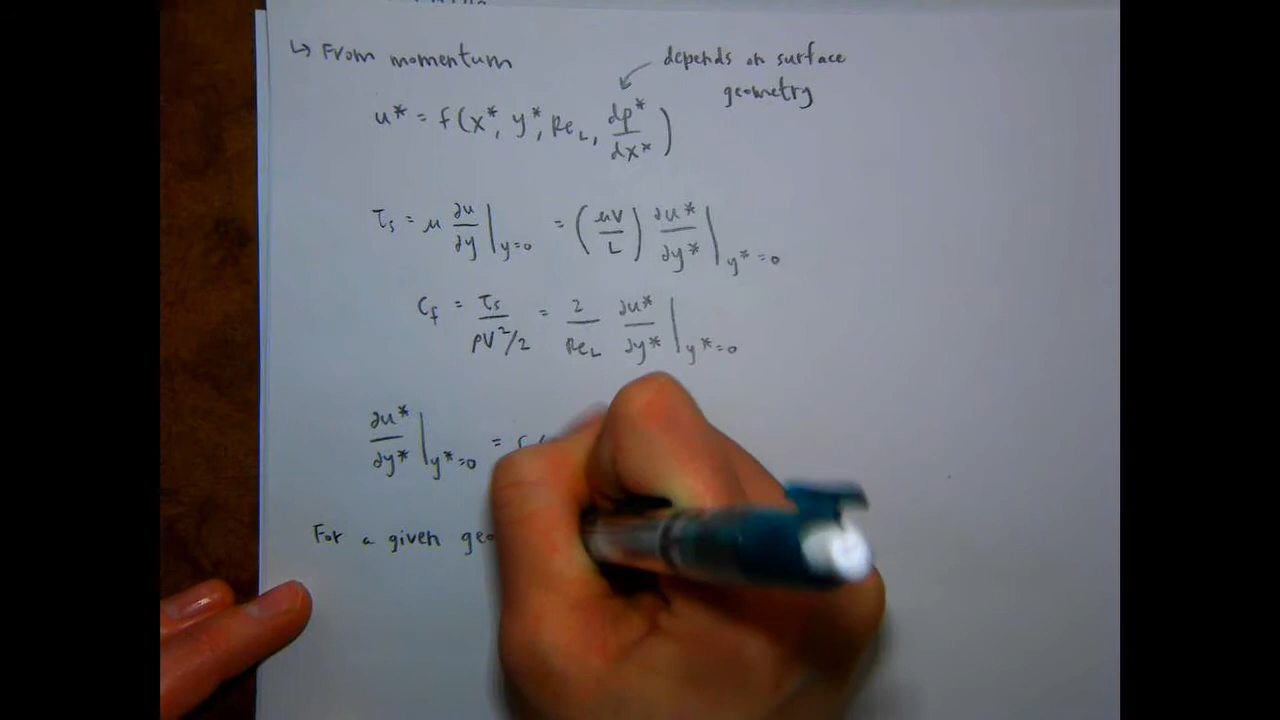 ↳ From momentum
depends on surface
geometry
u* = f(x*, y*, Re_L, dp*/dx*)
τ_s = μ ∂u/∂y |_{y=0} = (μV/L) ∂u*/∂y* |_{y*=0}
C_f = τ_s/(ρV²/2) = 2/Re_L ∂u*/∂y* |_{y*=0}
∂u*/∂y* |_{y*=0} = f(
For a given